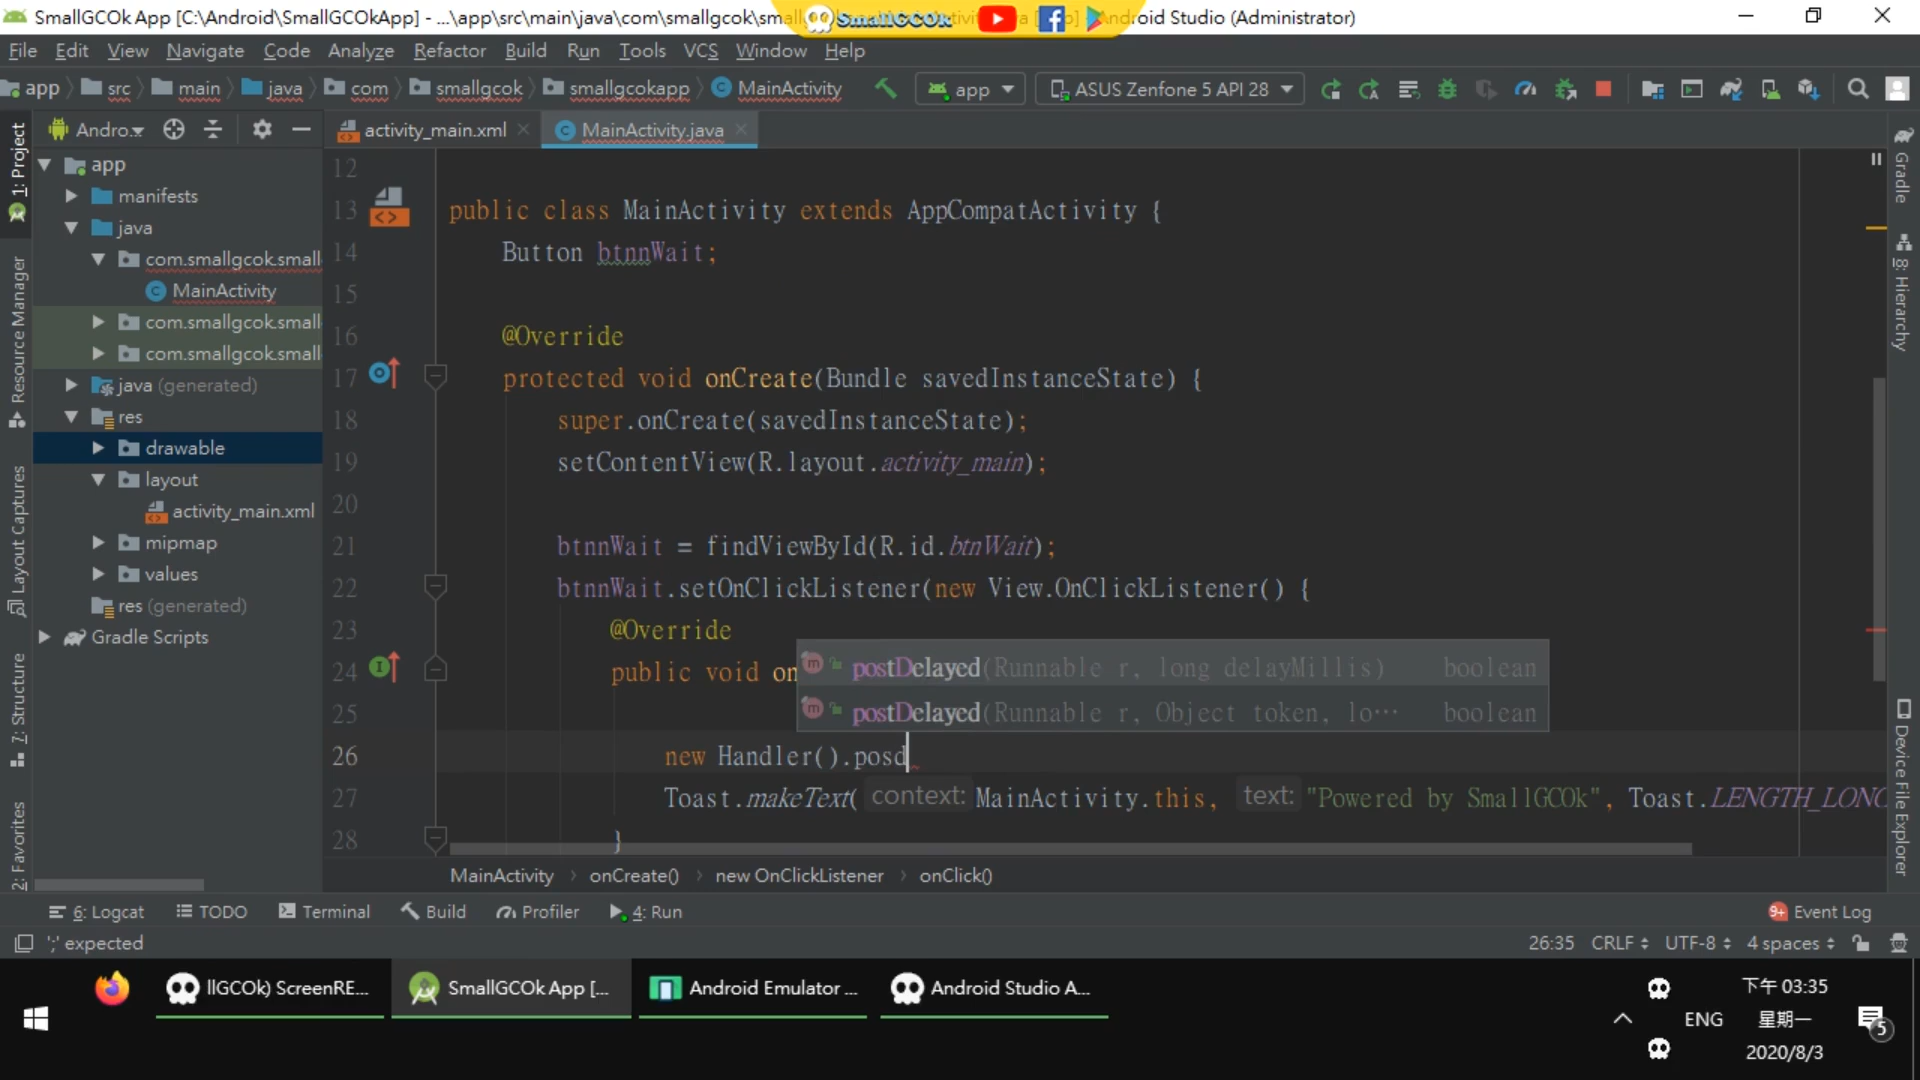 SmallGCOk App [C:\Android\SmallGCOkApp] - ...\app\src\main\java\com\smallgcok\small
SmallGCOk
Android Studio (Administrator)
File Edit View Navigate Code Analyze Refactor Build Run Tools VCS Window Help
app src main java com smallgcok smallgcokapp MainActivity app ASUS Zenfone 5 API 28
Andro.. activity_main.xml MainActivity.java
1: Project
Resource Manager
Layout Captures
7: Structure
2: Favorites
app
manifests
java
com.smallgcok.small
MainActivity
com.smallgcok.small
com.smallgcok.small
java (generated)
res
drawable
layout
activity_main.xml
mipmap
values
res (generated)
Gradle Scripts
12
13 public class MainActivity extends AppCompatActivity {
14 Button btnnWait;
15
16 @Override
17 protected void onCreate(Bundle savedInstanceState) {
18 super.onCreate(savedInstanceState);
19 setContentView(R.layout.activity_main);
20
21 btnnWait = findViewById(R.id.btnWait);
22 btnnWait.setOnClickListener(new View.OnClickListener() {
23 @Override
24 public void on
postDelayed(Runnable r, long delayMillis) boolean
25
postDelayed(Runnable r, Object token, lo… boolean
26 new Handler().posd
27 Toast.makeText( context: MainActivity.this, text: "Powered by SmallGCOk", Toast.LENGTH_LONG
28 }
Gradle
8: Hierarchy
Device File Explorer
MainActivity › onCreate() › new OnClickListener › onClick()
6: Logcat TODO Terminal Build Profiler 4: Run 9+ Event Log
';' expected 26:35 CRLF UTF-8 4 spaces
llGCOk) ScreenRE... SmallGCOk App [... Android Emulator ... Android Studio A...
ENG
下午 03:35
星期一
2020/8/3
5